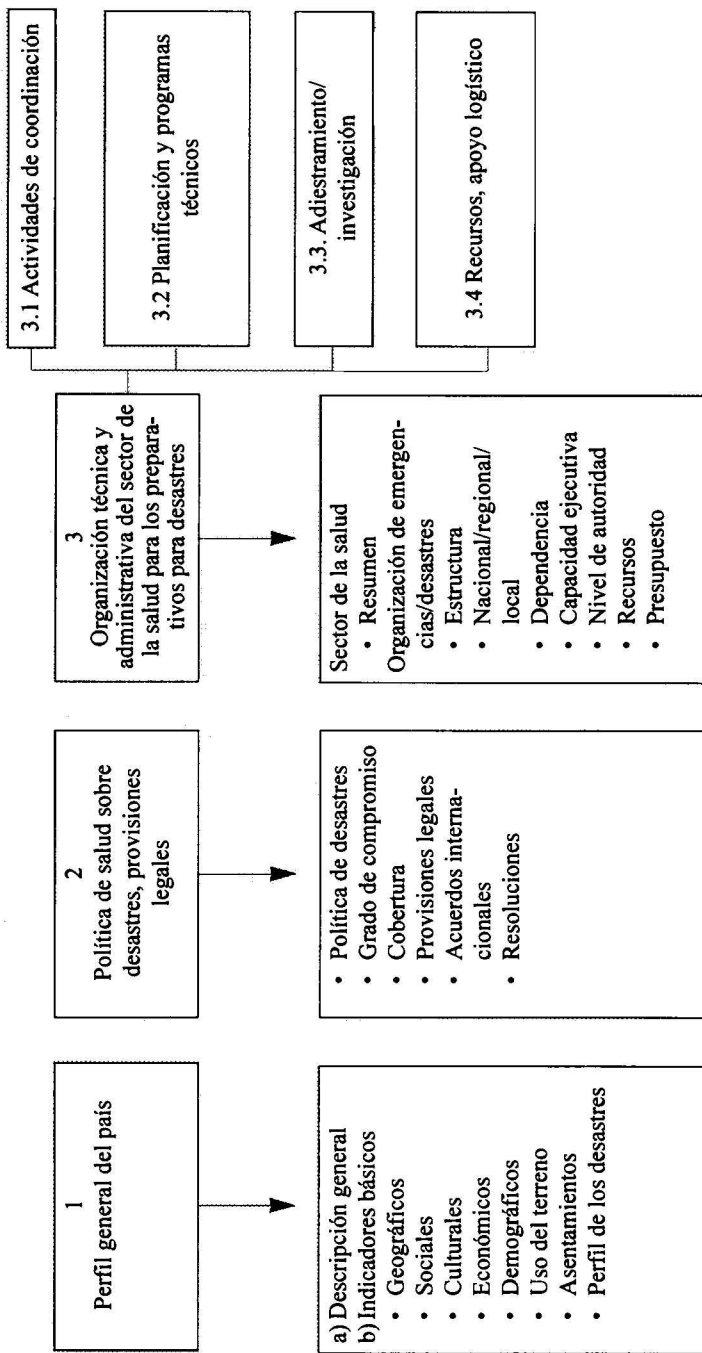 1
Perfil general del país
a) Descripción general
b) Indicadores básicos
• Geográficos
• Sociales
• Culturales
• Económicos
• Demográficos
• Uso del terreno
• Asentamientos
• Perfil de los desastres
2
Política de salud sobre
desastres, provisiones
legales
• Política de desastres
• Grado de compromiso
• Cobertura
• Provisiones legales
• Acuerdos interna-
cionales
• Resoluciones
3
Organización técnica y
administrativa del sector de
la salud para los prepara-
tivos para desastres
Sector de la salud
• Resumen
Organización de emergen-
cias/desastres
• Estructura
• Nacional/regional/
local
• Dependencia
• Capacidad ejecutiva
• Nivel de autoridad
• Recursos
• Presupuesto
3.1 Actividades de coordinación
3.2 Planificación y programas
técnicos
3.3. Adiestramiento/
investigación
3.4 Recursos, apoyo logístico